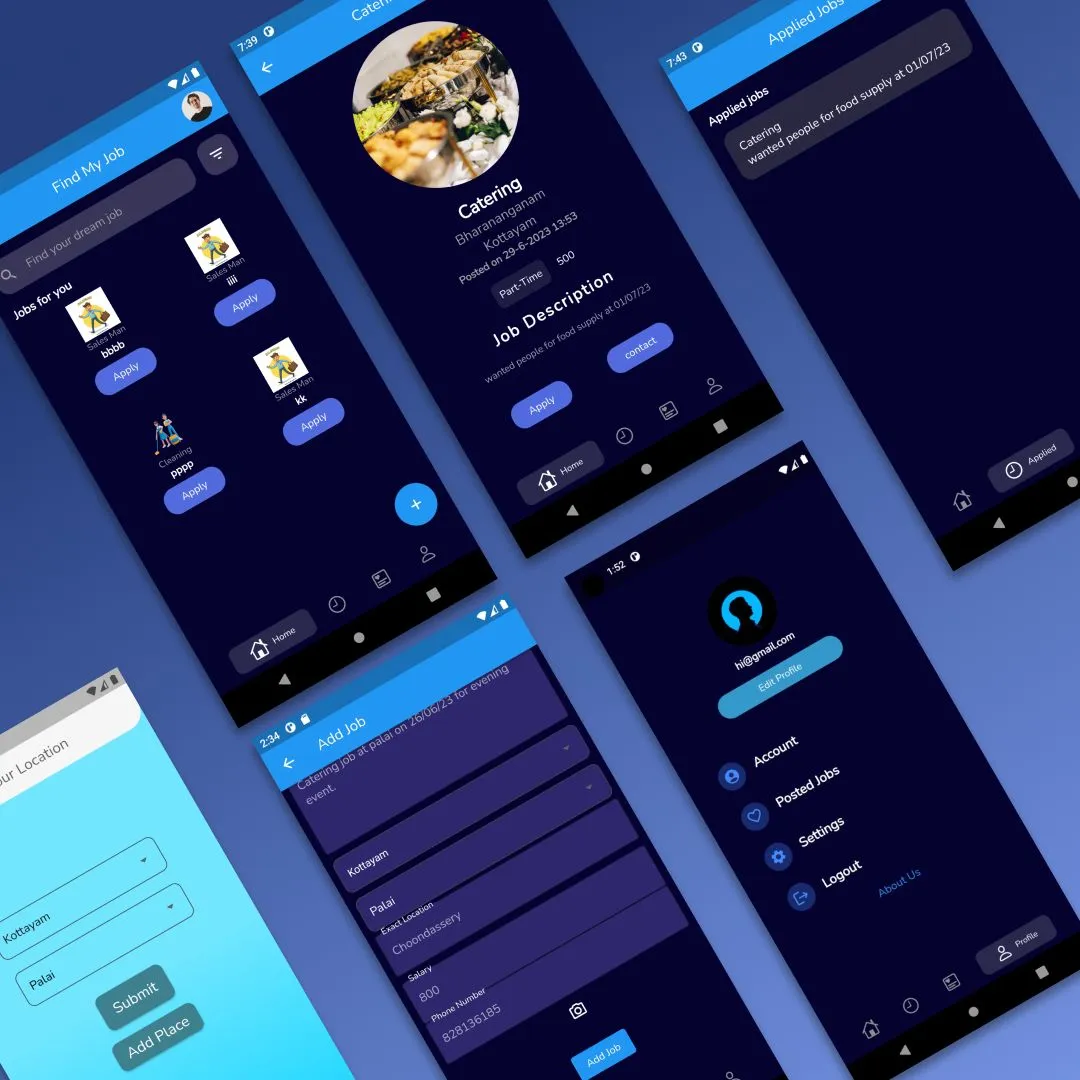 Find My Job
Find your dream job
Jobs for you
Sales Man
bbbb
Apply
Sales Man
iiii
Apply
Cleaning
pppp
Apply
Sales Man
kk
Apply
Home
7:39
Catering
Bharananganam
Kottayam
Posted on 29-6-2023 13:53
Part-Time
500
Job Description
wanted people for food supply at 01/07/23
Apply
contact
Home
7:43
Applied Jobs
Applied jobs
Catering
wanted people for food supply at 01/07/23
Applied
Location
Kottayam
Palai
Submit
Add Place
2:34
Add Job
Catering job at palai on 26/06/23 for evening
event.
Kottayam
Palai
Exact Location
Choondassery
Salary
800
Phone Number
828136185
Add Job
1:52
hi@gmail.com
Edit Profile
Account
Posted Jobs
Settings
Logout
About Us
Profile